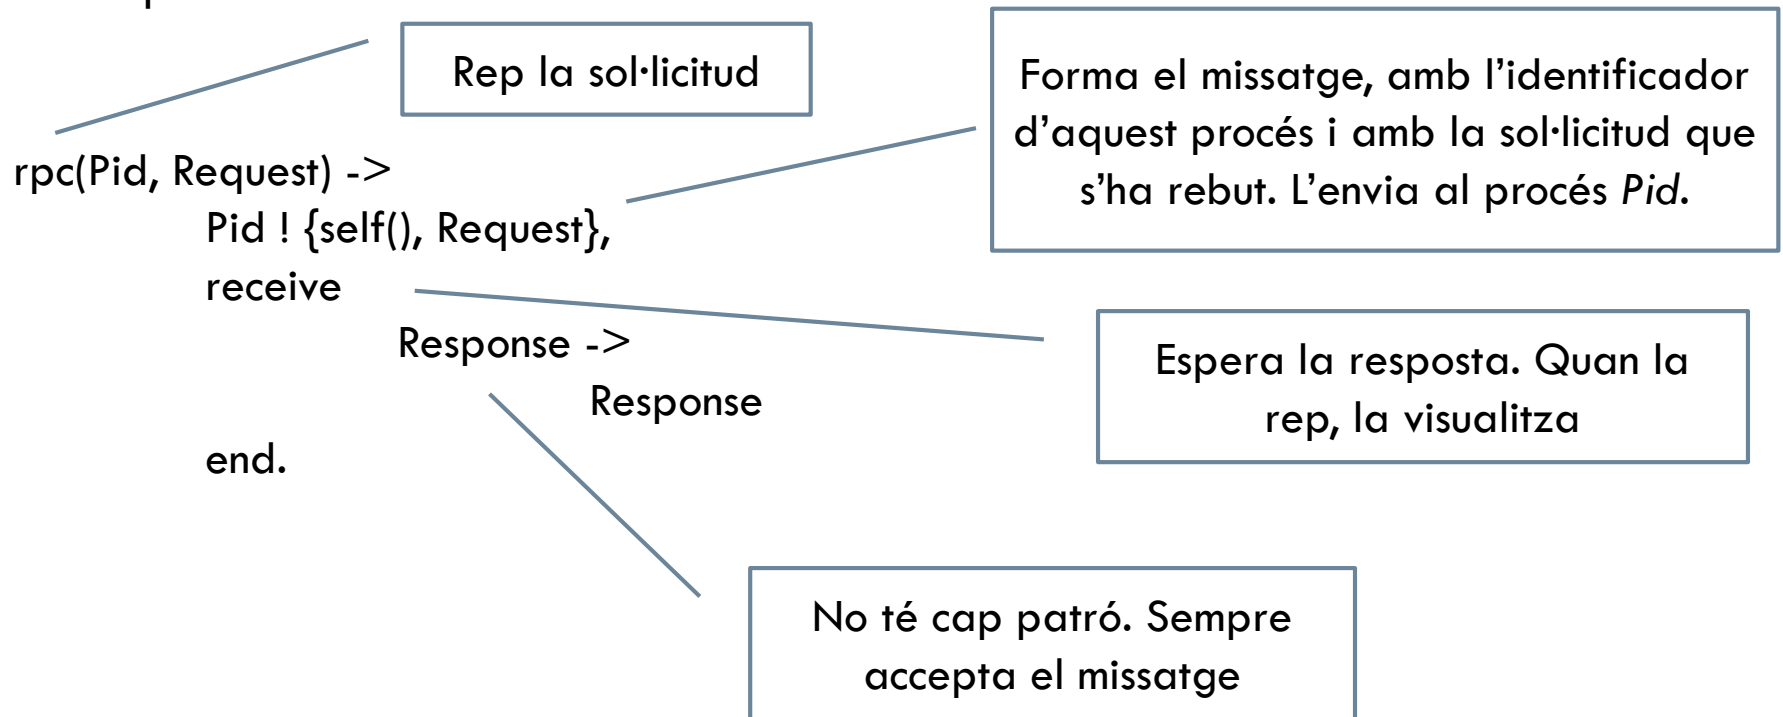 Rep la sol·licitud
Forma el missatge, amb l’identificador
d’aquest procés i amb la sol·licitud que
s’ha rebut. L’envia al procés Pid.
rpc(Pid, Request) ->
Pid ! {self(), Request},
receive
Response ->
Response
end.
Espera la resposta. Quan la
rep, la visualitza
No té cap patró. Sempre
accepta el missatge